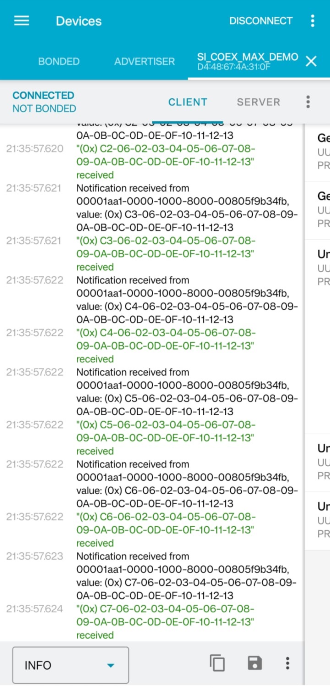 Devices
DISCONNECT
BONDED
ADVERTISER
SI_COEX_MAX_DEMO
D4:48:67:4A:31:0F
CONNECTED
NOT BONDED
CLIENT
SERVER
0A-0B-0C-0D-0E-0F-10-11-12-13
21:35:57.620 "(0x) C2-06-02-03-04-05-06-07-08-
09-0A-0B-0C-0D-0E-0F-10-11-12-13"
received
21:35:57.621 Notification received from
00001aa1-0000-1000-8000-00805f9b34fb,
value: (0x) C3-06-02-03-04-05-06-07-08-09-
0A-0B-0C-0D-0E-0F-10-11-12-13
21:35:57.621 "(0x) C3-06-02-03-04-05-06-07-08-
09-0A-0B-0C-0D-0E-0F-10-11-12-13"
received
21:35:57.622 Notification received from
00001aa1-0000-1000-8000-00805f9b34fb,
value: (0x) C4-06-02-03-04-05-06-07-08-09-
0A-0B-0C-0D-0E-0F-10-11-12-13
21:35:57.622 "(0x) C4-06-02-03-04-05-06-07-08-
09-0A-0B-0C-0D-0E-0F-10-11-12-13"
received
21:35:57.622 Notification received from
00001aa1-0000-1000-8000-00805f9b34fb,
value: (0x) C5-06-02-03-04-05-06-07-08-09-
0A-0B-0C-0D-0E-0F-10-11-12-13
21:35:57.622 "(0x) C5-06-02-03-04-05-06-07-08-
09-0A-0B-0C-0D-0E-0F-10-11-12-13"
received
21:35:57.622 Notification received from
00001aa1-0000-1000-8000-00805f9b34fb,
value: (0x) C6-06-02-03-04-05-06-07-08-09-
0A-0B-0C-0D-0E-0F-10-11-12-13
21:35:57.622 "(0x) C6-06-02-03-04-05-06-07-08-
09-0A-0B-0C-0D-0E-0F-10-11-12-13"
received
21:35:57.623 Notification received from
00001aa1-0000-1000-8000-00805f9b34fb,
value: (0x) C7-06-02-03-04-05-06-07-08-09-
0A-0B-0C-0D-0E-0F-10-11-12-13
21:35:57.624 "(0x) C7-06-02-03-04-05-06-07-08-
09-0A-0B-0C-0D-0E-0F-10-11-12-13"
received
Ge
UU
PR
Ge
UU
PR
Un
UU
PR
Un
UU
PR
Un
UU
PR
INFO